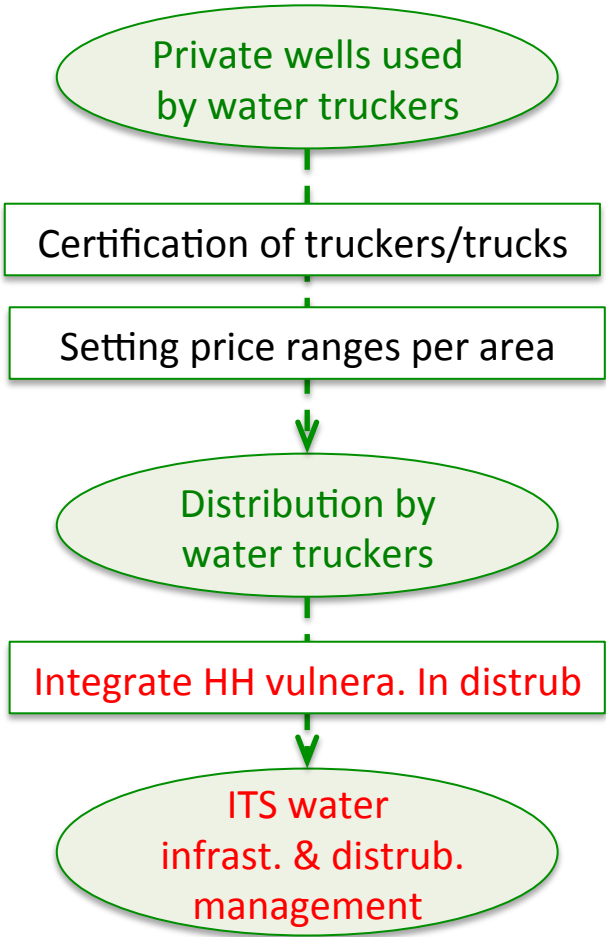 Private wells used
by water truckers
Certification of truckers/trucks
Setting price ranges per area
Distribution by
water truckers
Integrate HH vulnera. In distrub
ITS water
infrast. & distrub.
management